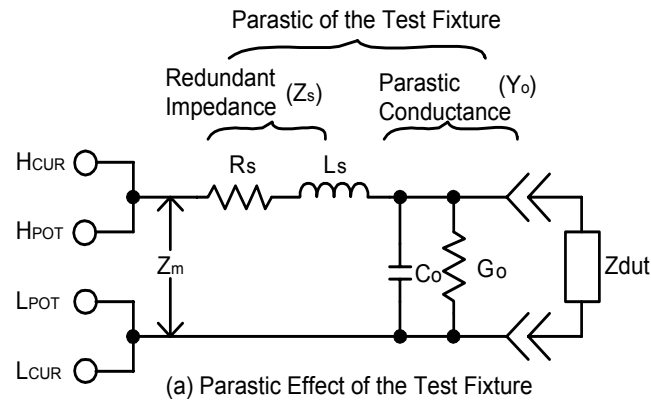 Parastic of the Test Fixture
Redundant
Impedance (Zs)
Parastic (Yo)
Conductance
HCUR
Rs
Ls
HPOT
Zm
Co
Go
Zdut
LPOT
LCUR
(a) Parastic Effect of the Test Fixture